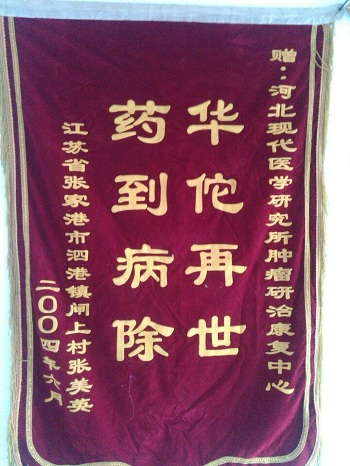 赠：河北现代医学研究所肿瘤研治康复中心
华佗再世
药到病除
江苏省张家港市泗港镇闸上村张美英
二〇〇四年六月